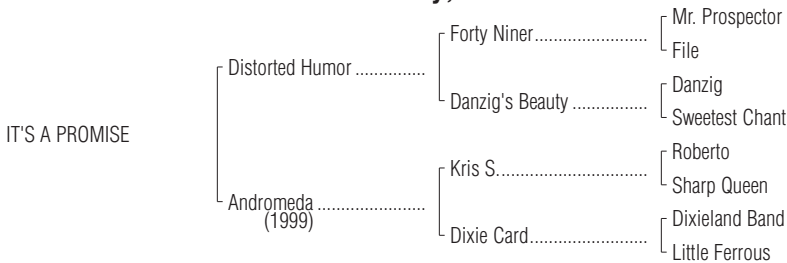 Mr. Prospector
Forty Niner
File
Distorted Humor
Danzig
Danzig's Beauty
Sweetest Chant
IT'S A PROMISE
Roberto
Kris S.
Sharp Queen
Andromeda
(1999)
Dixieland Band
Dixie Card
Little Ferrous